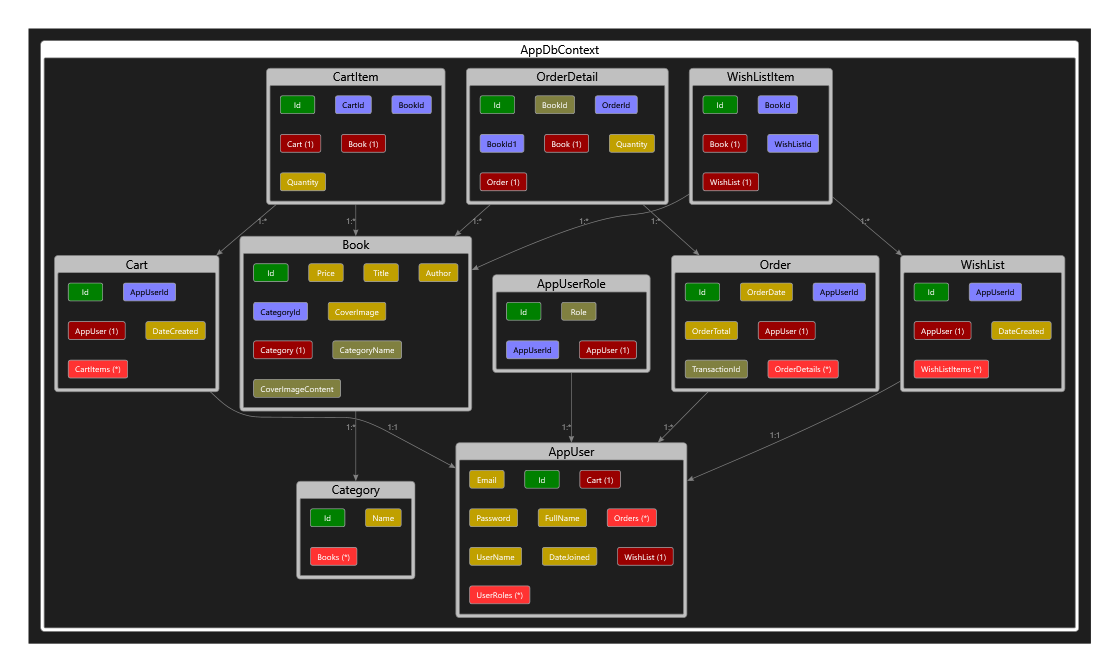 AppDbContext
CartItem
Id CartId BookId
Cart (1) Book (1)
Quantity
OrderDetail
Id BookId OrderId
BookId1 Book (1) Quantity
Order (1)
WishListItem
Id BookId
Book (1) WishListId
WishList (1)
1:* 1:* 1:* 1:* 1:* 1:*
Cart
Id AppUserId
AppUser (1) DateCreated
CartItems (*)
Book
Id Price Title Author
CategoryId CoverImage
Category (1) CategoryName
CoverImageContent
AppUserRole
Id Role
AppUserId AppUser (1)
Order
Id OrderDate AppUserId
OrderTotal AppUser (1)
TransactionId OrderDetails (*)
WishList
Id AppUserId
AppUser (1) DateCreated
WishListItems (*)
1:* 1:1 1:* 1:* 1:1
Category
Id Name
Books (*)
AppUser
Email Id Cart (1)
Password FullName Orders (*)
UserName DateJoined WishList (1)
UserRoles (*)